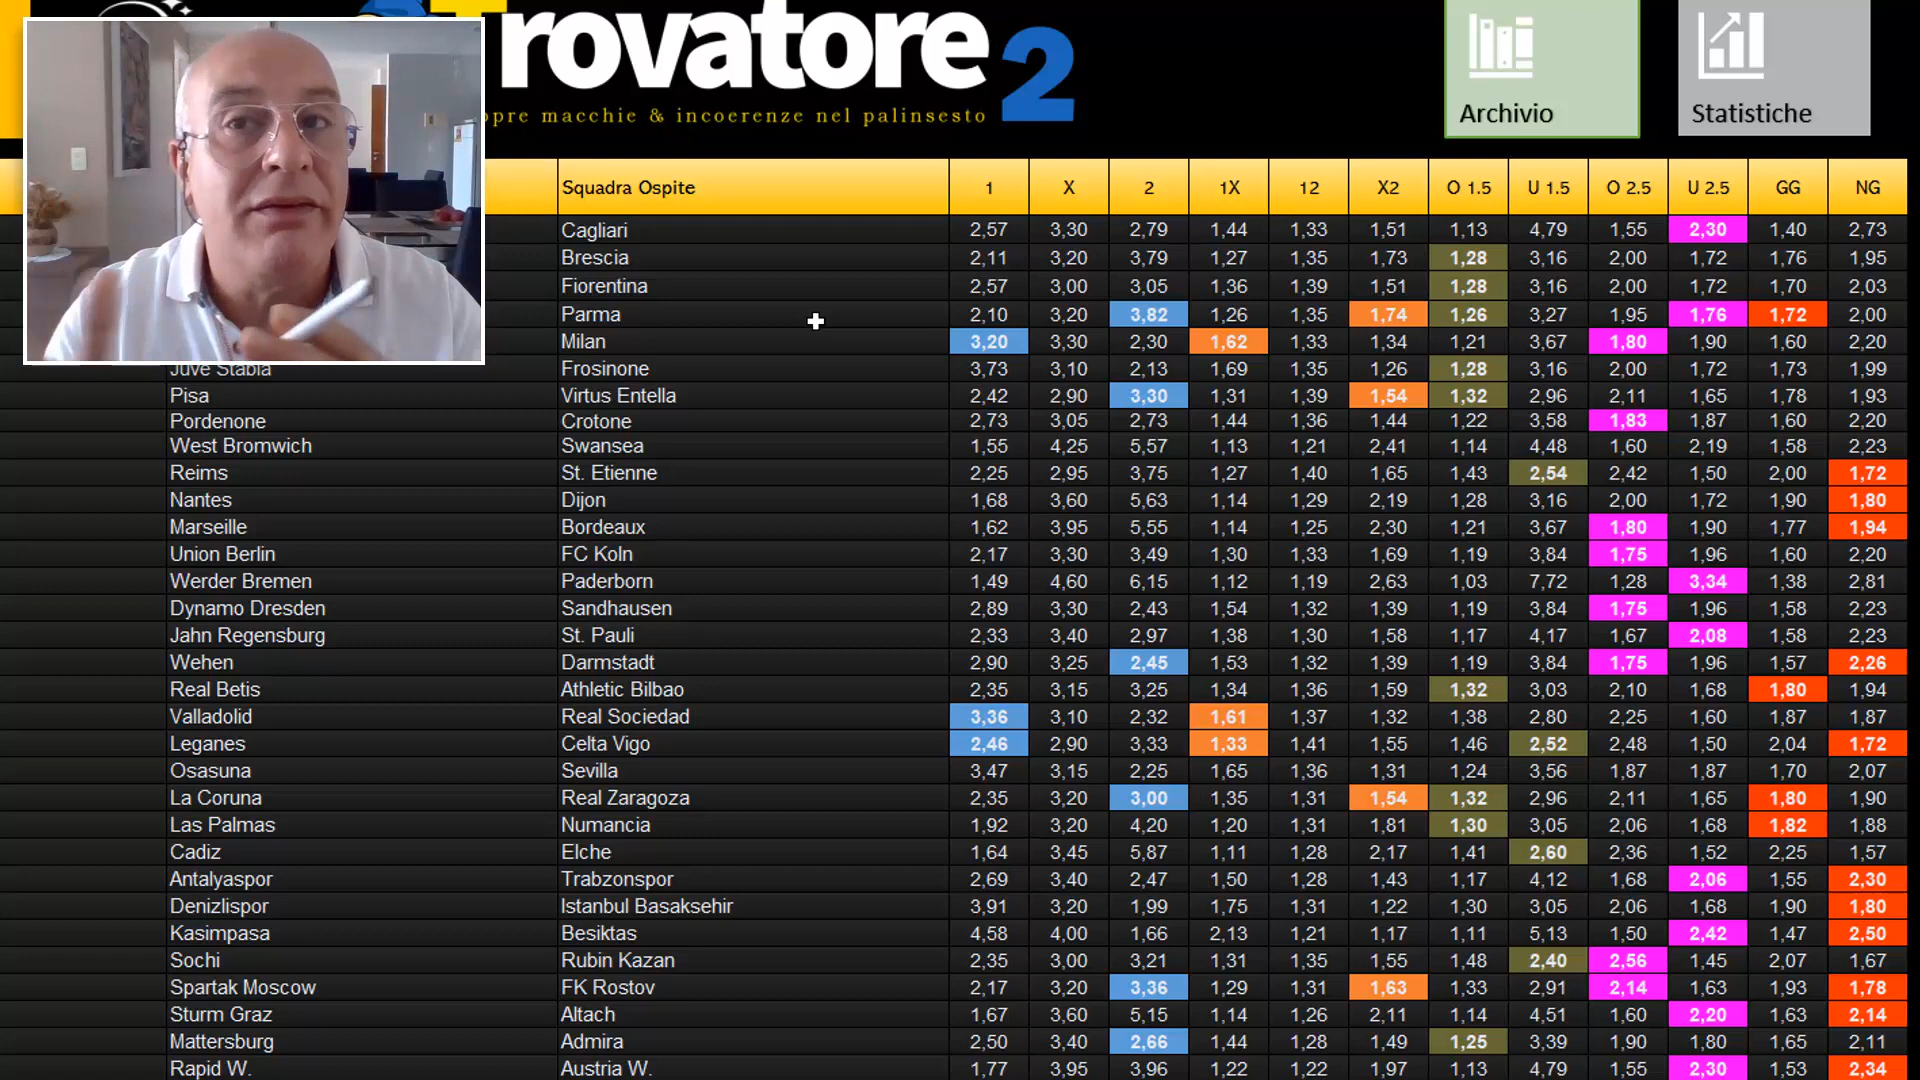 Trovatore 2
opre macchie & incoerenze nel palinsesto
Archivio
Statistiche
Squadra Ospite 1 X 2 1X 12 X2 O 1.5 U 1.5 O 2.5 U 2.5 GG NG
Cagliari 2,57 3,30 2,79 1,44 1,33 1,51 1,13 4,79 1,55 2,30 1,40 2,73
Brescia 2,11 3,20 3,79 1,27 1,35 1,73 1,28 3,16 2,00 1,72 1,76 1,95
Fiorentina 2,57 3,00 3,05 1,36 1,39 1,51 1,28 3,16 2,00 1,72 1,70 2,03
Parma 2,10 3,20 3,82 1,26 1,35 1,74 1,26 3,27 1,95 1,76 1,72 2,00
Milan 3,20 3,30 2,30 1,62 1,33 1,34 1,21 3,67 1,80 1,90 1,60 2,20
Juve Stabia Frosinone 3,73 3,10 2,13 1,69 1,35 1,26 1,28 3,16 2,00 1,72 1,73 1,99
Pisa Virtus Entella 2,42 2,90 3,30 1,31 1,39 1,54 1,32 2,96 2,11 1,65 1,78 1,93
Pordenone Crotone 2,73 3,05 2,73 1,44 1,36 1,44 1,22 3,58 1,83 1,87 1,60 2,20
West Bromwich Swansea 1,55 4,25 5,57 1,13 1,21 2,41 1,14 4,48 1,60 2,19 1,58 2,23
Reims St. Etienne 2,25 2,95 3,75 1,27 1,40 1,65 1,43 2,54 2,42 1,50 2,00 1,72
Nantes Dijon 1,68 3,60 5,63 1,14 1,29 2,19 1,28 3,16 2,00 1,72 1,90 1,80
Marseille Bordeaux 1,62 3,95 5,55 1,14 1,25 2,30 1,21 3,67 1,80 1,90 1,77 1,94
Union Berlin FC Koln 2,17 3,30 3,49 1,30 1,33 1,69 1,19 3,84 1,75 1,96 1,60 2,20
Werder Bremen Paderborn 1,49 4,60 6,15 1,12 1,19 2,63 1,03 7,72 1,28 3,34 1,38 2,81
Dynamo Dresden Sandhausen 2,89 3,30 2,43 1,54 1,32 1,39 1,19 3,84 1,75 1,96 1,58 2,23
Jahn Regensburg St. Pauli 2,33 3,40 2,97 1,38 1,30 1,58 1,17 4,17 1,67 2,08 1,58 2,23
Wehen Darmstadt 2,90 3,25 2,45 1,53 1,32 1,39 1,19 3,84 1,75 1,96 1,57 2,26
Real Betis Athletic Bilbao 2,35 3,15 3,25 1,34 1,36 1,59 1,32 3,03 2,10 1,68 1,80 1,94
Valladolid Real Sociedad 3,36 3,10 2,32 1,61 1,37 1,32 1,38 2,80 2,25 1,60 1,87 1,87
Leganes Celta Vigo 2,46 2,90 3,33 1,33 1,41 1,55 1,46 2,52 2,48 1,50 2,04 1,72
Osasuna Sevilla 3,47 3,15 2,25 1,65 1,36 1,31 1,24 3,56 1,87 1,87 1,70 2,07
La Coruna Real Zaragoza 2,35 3,20 3,00 1,35 1,31 1,54 1,32 2,96 2,11 1,65 1,80 1,90
Las Palmas Numancia 1,92 3,20 4,20 1,20 1,31 1,81 1,30 3,05 2,06 1,68 1,82 1,88
Cadiz Elche 1,64 3,45 5,87 1,11 1,28 2,17 1,41 2,60 2,36 1,52 2,25 1,57
Antalyaspor Trabzonspor 2,69 3,40 2,47 1,50 1,28 1,43 1,17 4,12 1,68 2,06 1,55 2,30
Denizlispor Istanbul Basaksehir 3,91 3,20 1,99 1,75 1,31 1,22 1,30 3,05 2,06 1,68 1,90 1,80
Kasimpasa Besiktas 4,58 4,00 1,66 2,13 1,21 1,17 1,11 5,13 1,50 2,42 1,47 2,50
Sochi Rubin Kazan 2,35 3,00 3,21 1,31 1,35 1,55 1,48 2,40 2,56 1,45 2,07 1,67
Spartak Moscow FK Rostov 2,17 3,20 3,36 1,29 1,31 1,63 1,33 2,91 2,14 1,63 1,93 1,78
Sturm Graz Altach 1,67 3,60 5,15 1,14 1,26 2,11 1,14 4,51 1,60 2,20 1,63 2,14
Mattersburg Admira 2,50 3,40 2,66 1,44 1,28 1,49 1,25 3,39 1,90 1,80 1,65 2,11
Rapid W. Austria W. 1,77 3,95 3,96 1,22 1,22 1,97 1,13 4,79 1,55 2,30 1,53 2,34